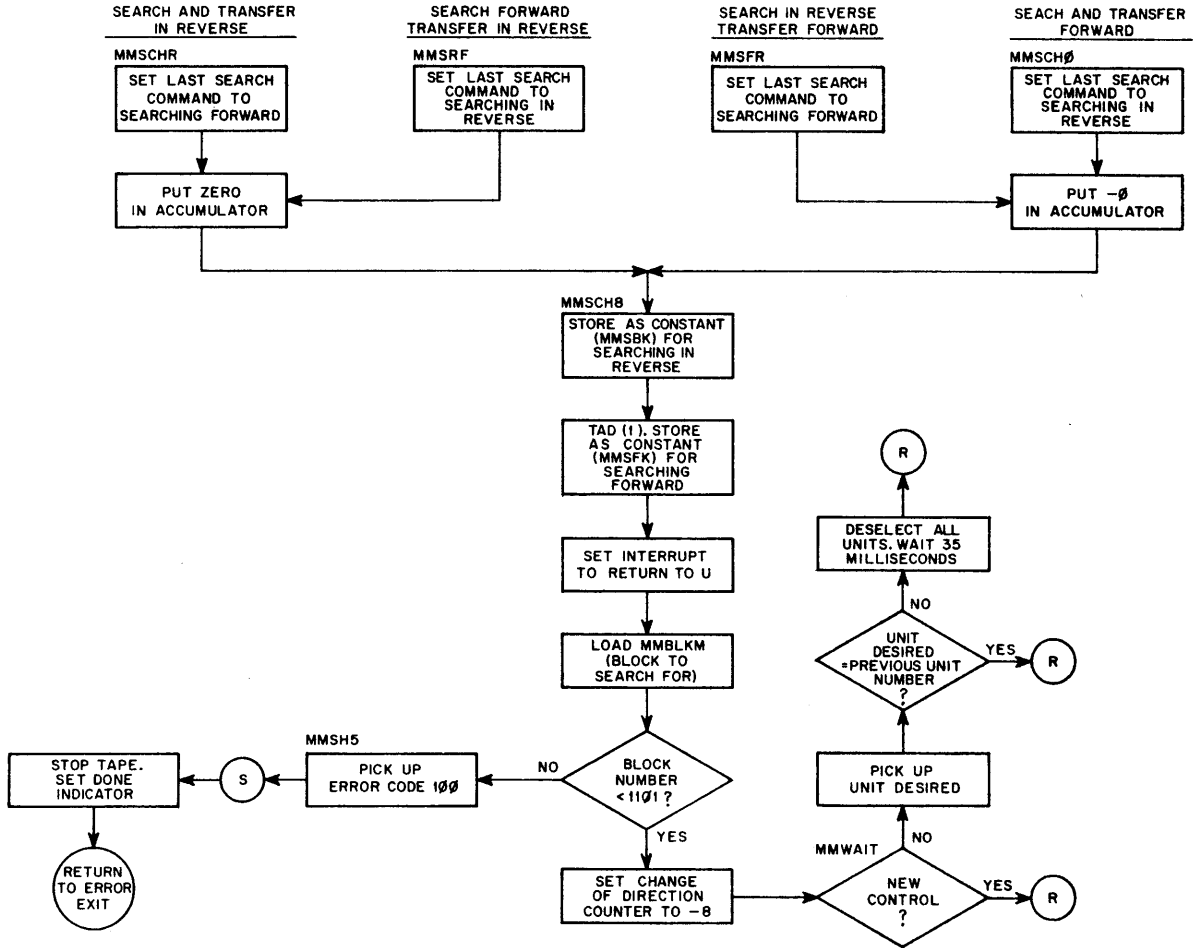 SEARCH AND TRANSFER
IN REVERSE
MMSCHR
SET LAST SEARCH
COMMAND TO
SEARCHING FORWARD
PUT ZERO
IN ACCUMULATOR
SEARCH FORWARD
TRANSFER IN REVERSE
MMSRF
SET LAST SEARCH
COMMAND TO
SEARCHING IN
REVERSE
SEARCH IN REVERSE
TRANSFER FORWARD
MMSFR
SET LAST SEARCH
COMMAND TO
SEARCHING FORWARD
SEACH AND TRANSFER
FORWARD
MMSCHØ
SET LAST SEARCH
COMMAND TO
SEARCHING IN
REVERSE
PUT -Ø
IN ACCUMULATOR
MMSCH8
STORE AS CONSTANT
(MMSBK) FOR
SEARCHING IN
REVERSE
TAD (1). STORE
AS CONSTANT
(MMSFK) FOR
SEARCHING
FORWARD
SET INTERRUPT
TO RETURN TO U
LOAD MMBLKM
(BLOCK TO
SEARCH FOR)
BLOCK
NUMBER
<11Ø1 ?
NO
MMSH5
PICK UP
ERROR CODE 1ØØ
S
STOP TAPE.
SET DONE
INDICATOR
RETURN
TO ERROR
EXIT
YES
SET CHANGE
OF DIRECTION
COUNTER TO -8
MMWAIT
NEW
CONTROL
?
YES
R
NO
PICK UP
UNIT DESIRED
UNIT
DESIRED
=PREVIOUS UNIT
NUMBER
?
YES
R
NO
DESELECT ALL
UNITS. WAIT 35
MILLISECONDS
R